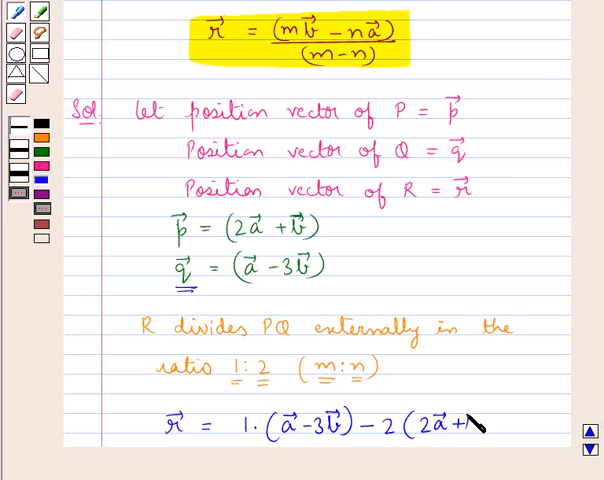 r⃗ = (m b⃗ − n a⃗) / (m−n)
Sol. Let position vector of P = p⃗
Position vector of Q = q⃗
Position vector of R = r⃗
p⃗ = (2a⃗ + b⃗)
q⃗ = (a⃗ − 3b⃗)
R divides PQ externally in the
ratio 1:2 (m:n)
r⃗ = 1·(a⃗ − 3b⃗) − 2(2a⃗ +